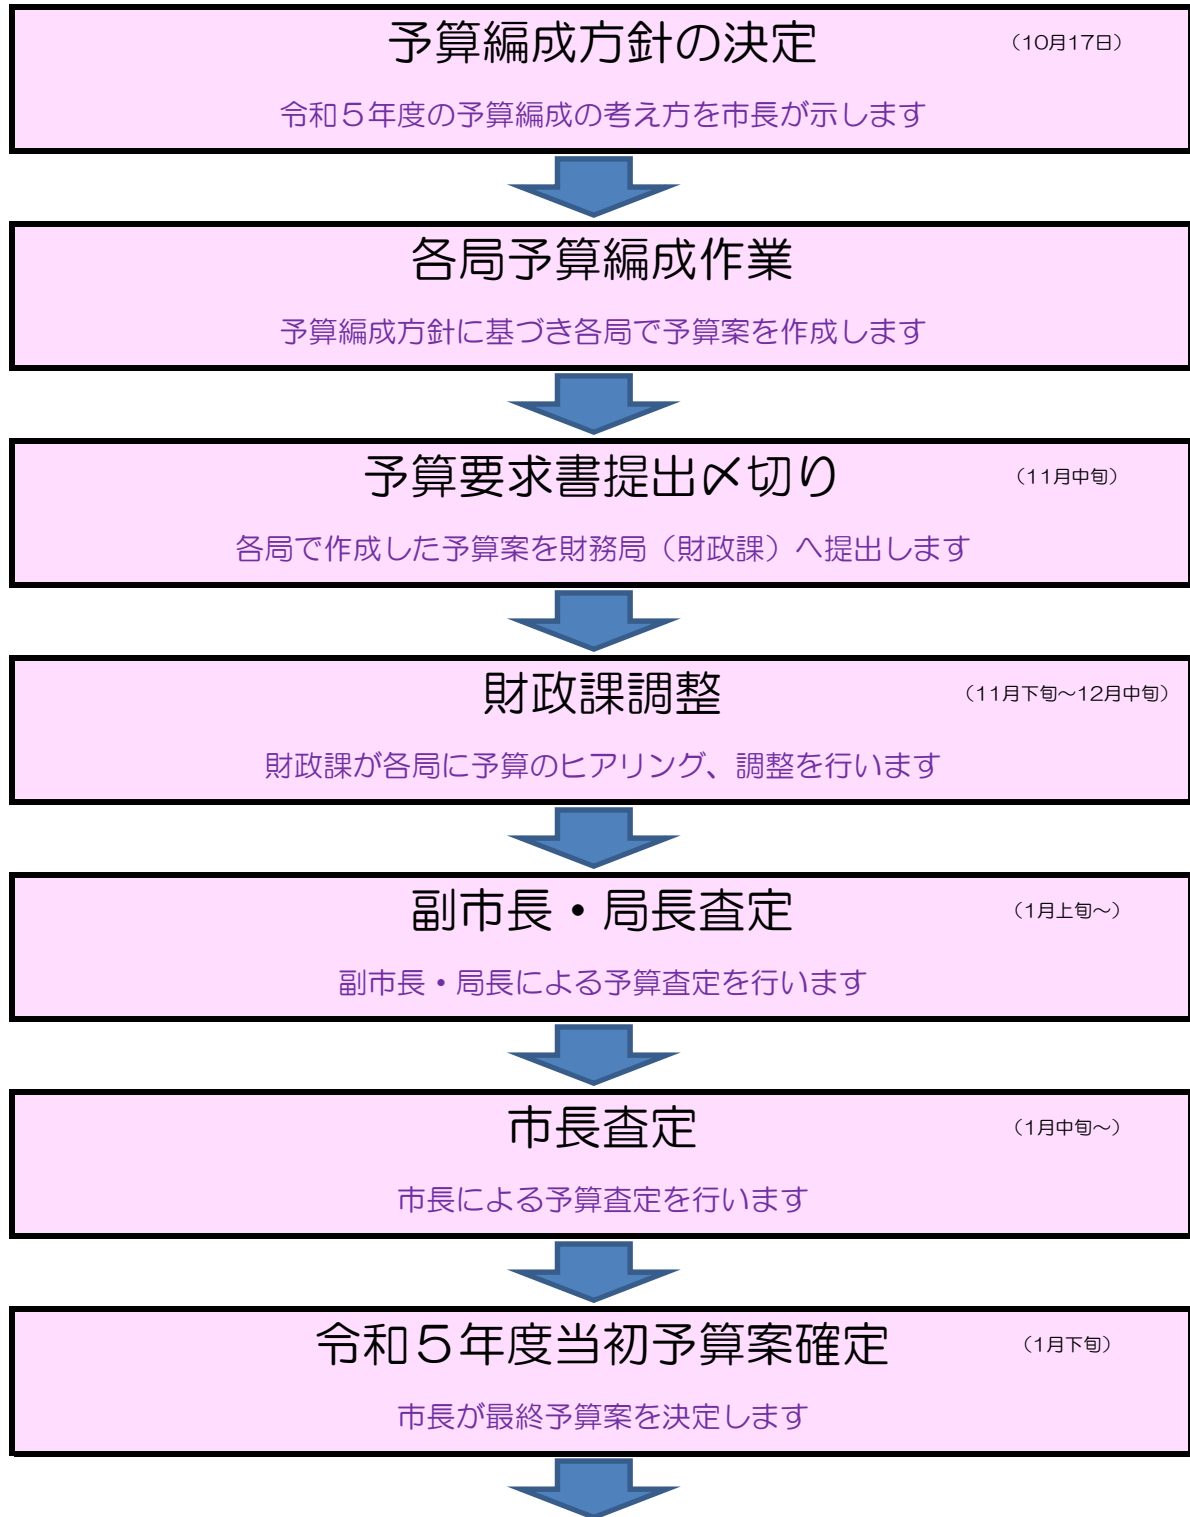 予算編成方針の決定 （10月17日）
令和５年度の予算編成の考え方を市長が示します
各局予算編成作業
予算編成方針に基づき各局で予算案を作成します
予算要求書提出〆切り （11月中旬）
各局で作成した予算案を財務局（財政課）へ提出します
財政課調整 （11月下旬～12月中旬）
財政課が各局に予算のヒアリング、調整を行います
副市長・局長査定 （1月上旬～）
副市長・局長による予算査定を行います
市長査定 （1月中旬～）
市長による予算査定を行います
令和５年度当初予算案確定 （1月下旬）
市長が最終予算案を決定します